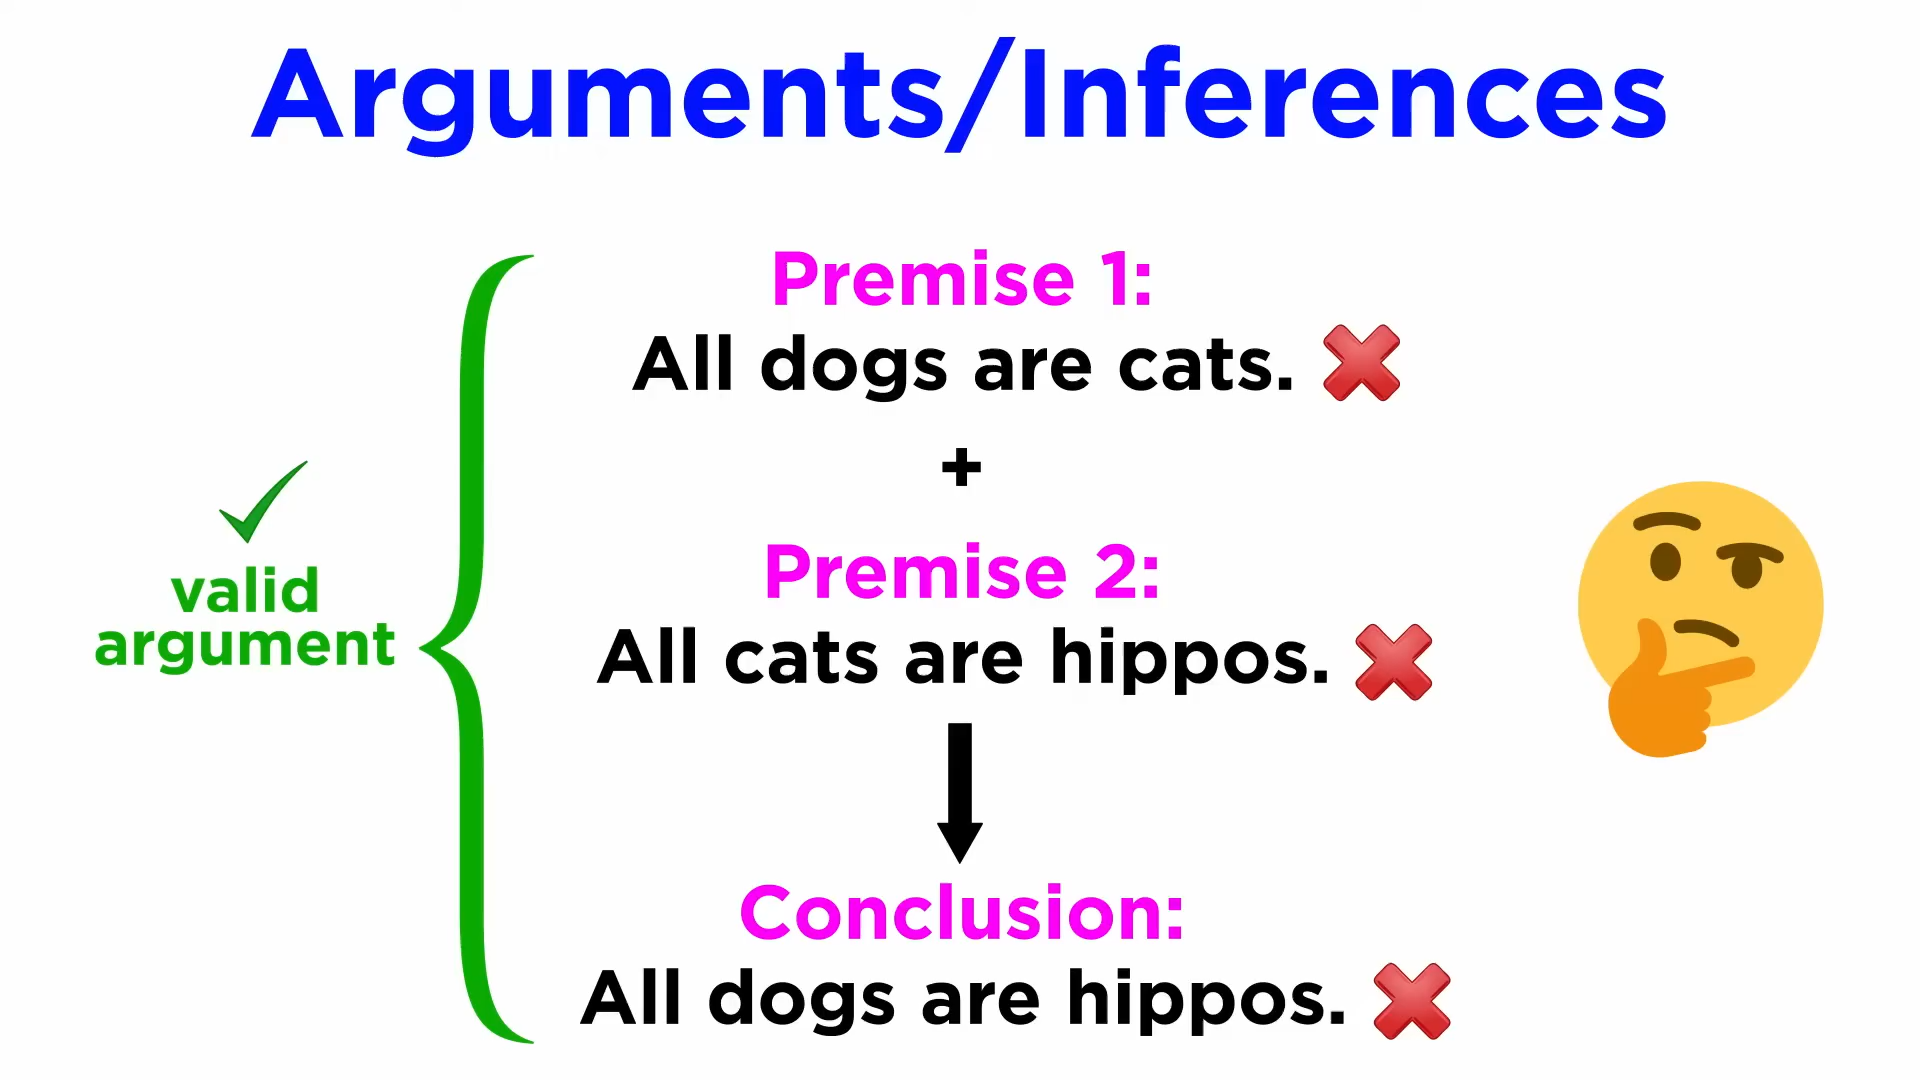 Arguments/Inferences
Premise 1:
All dogs are cats.
+
Premise 2:
All cats are hippos.
valid
argument
Conclusion:
All dogs are hippos.